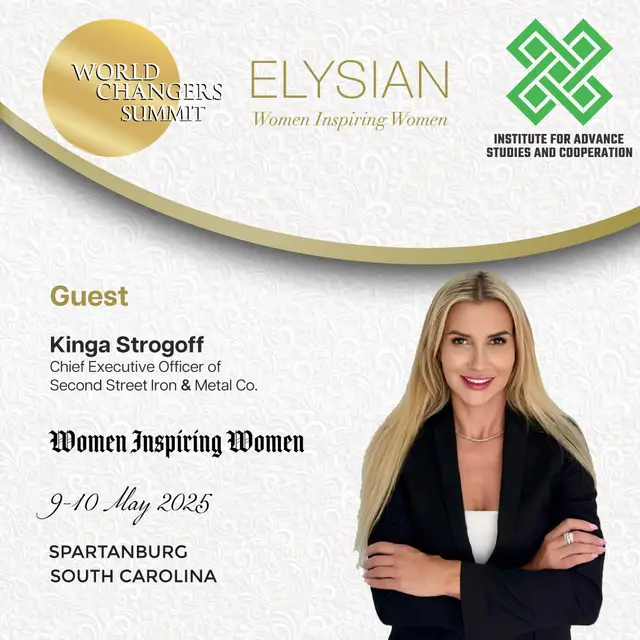 WORLD
CHANGERS
SUMMIT
ELYSIAN
Women Inspiring Women
INSTITUTE FOR ADVANCE
STUDIES AND COOPERATION
Guest
Kinga Strogoff
Chief Executive Officer of
Second Street Iron & Metal Co.
Women Inspiring Women
9-10 May 2025
SPARTANBURG
SOUTH CAROLINA